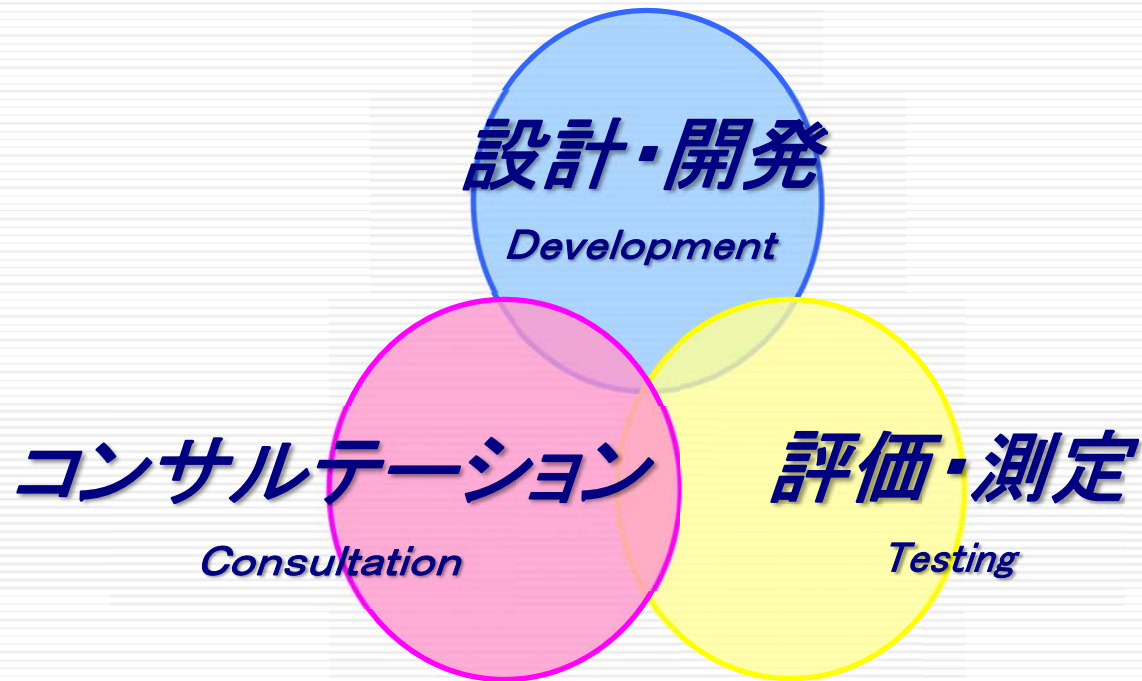 設計・開発
Development
コンサルテーション
Consultation
評価・測定
Testing